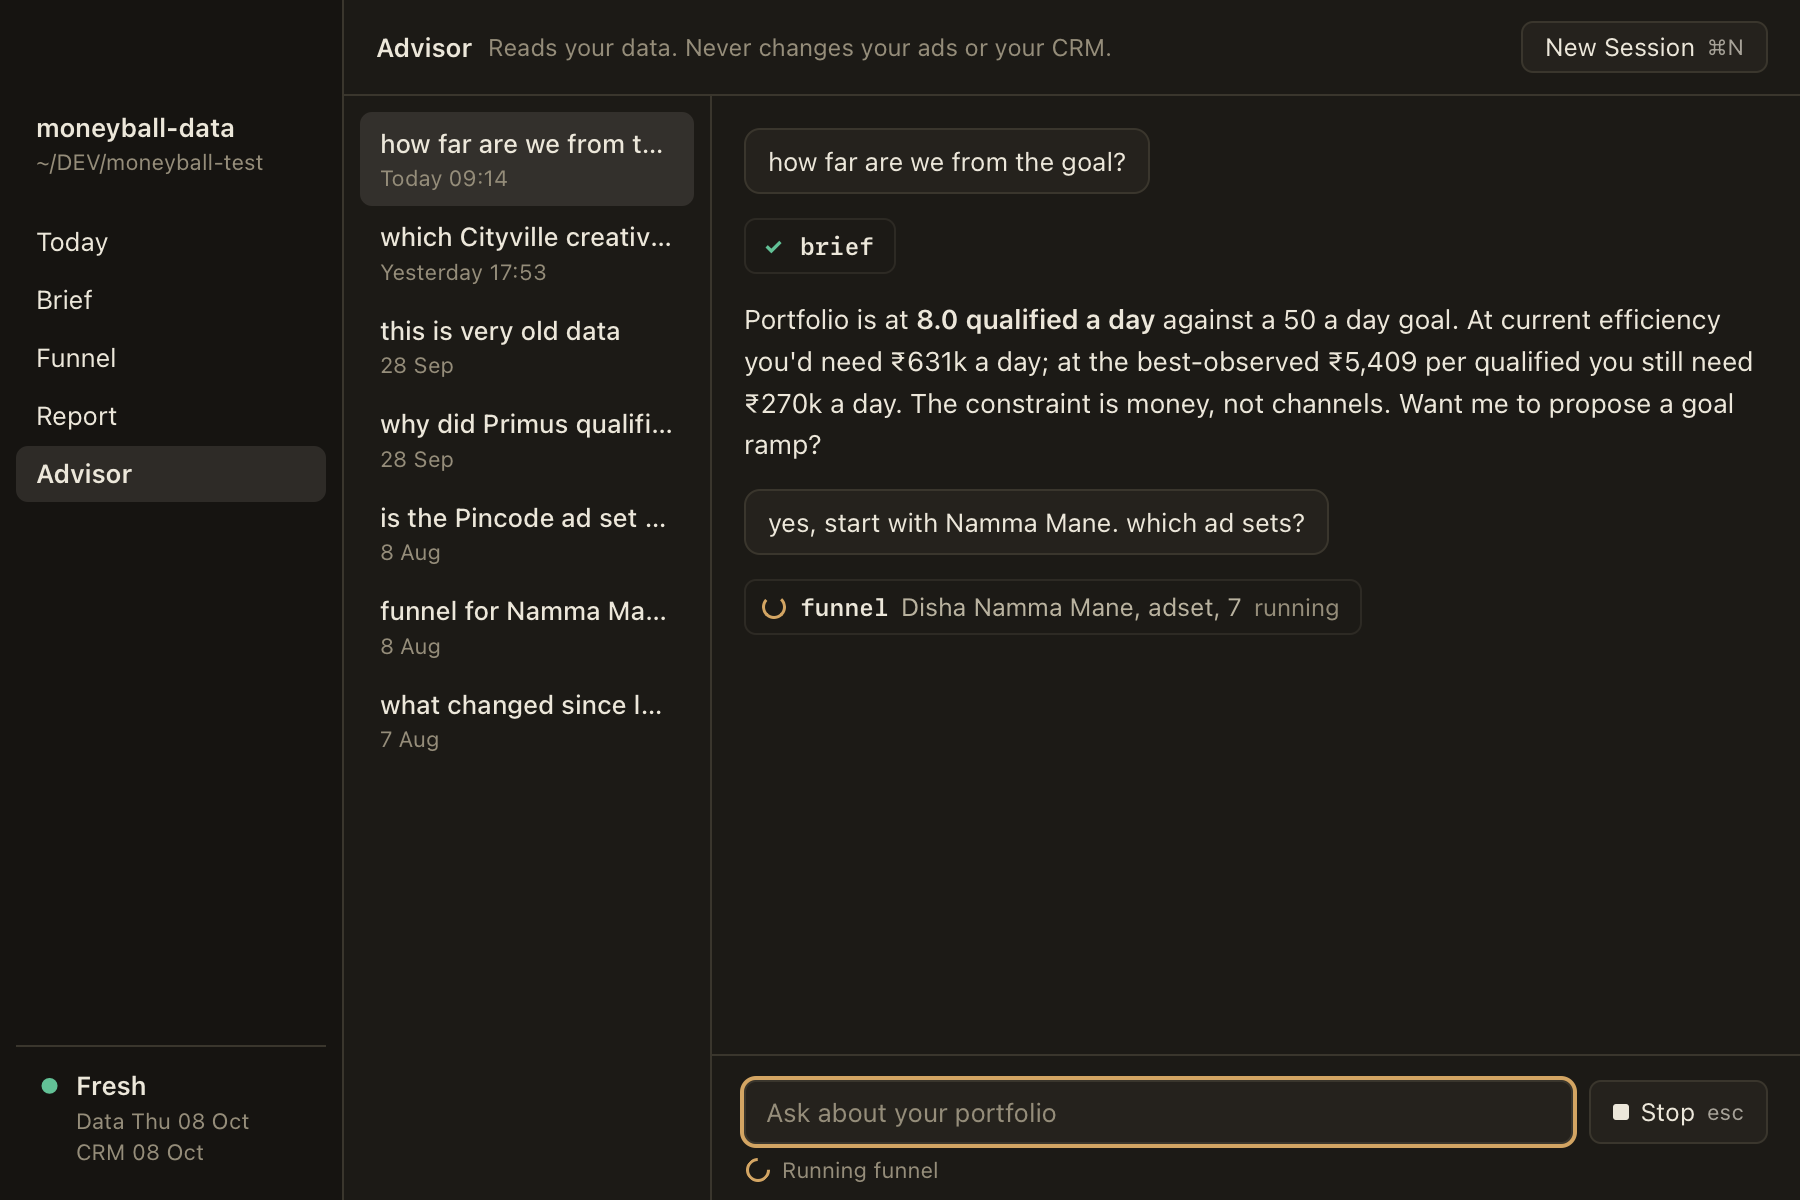 moneyball-data
~/DEV/moneyball-test
Today
Brief
Funnel
Report
Advisor
Fresh
Data Thu 08 Oct
CRM 08 Oct
Advisor Reads your data. Never changes your ads or your CRM.
New Session ⌘N
how far are we from t...
Today 09:14
which Cityville creativ...
Yesterday 17:53
this is very old data
28 Sep
why did Primus qualifi...
28 Sep
is the Pincode ad set ...
8 Aug
funnel for Namma Ma...
8 Aug
what changed since l...
7 Aug
how far are we from the goal?
✓ brief
Portfolio is at 8.0 qualified a day against a 50 a day goal. At current efficiency
you'd need ₹631k a day; at the best-observed ₹5,409 per qualified you still need
₹270k a day. The constraint is money, not channels. Want me to propose a goal
ramp?
yes, start with Namma Mane. which ad sets?
funnel Disha Namma Mane, adset, 7 running
Ask about your portfolio
Stop esc
Running funnel